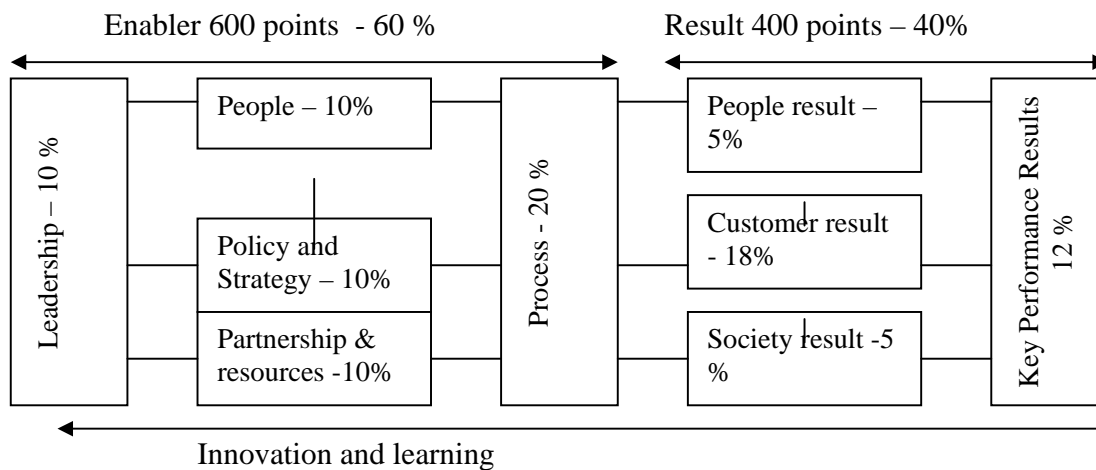 Enabler 600 points - 60 %
Result 400 points – 40%
Leadership – 10 %
People – 10%
Policy and
Strategy – 10%
Partnership &
resources -10%
Process - 20 %
People result –
5%
Customer result
- 18%
Society result -5
%
Key Performance Results
12 %
Innovation and learning